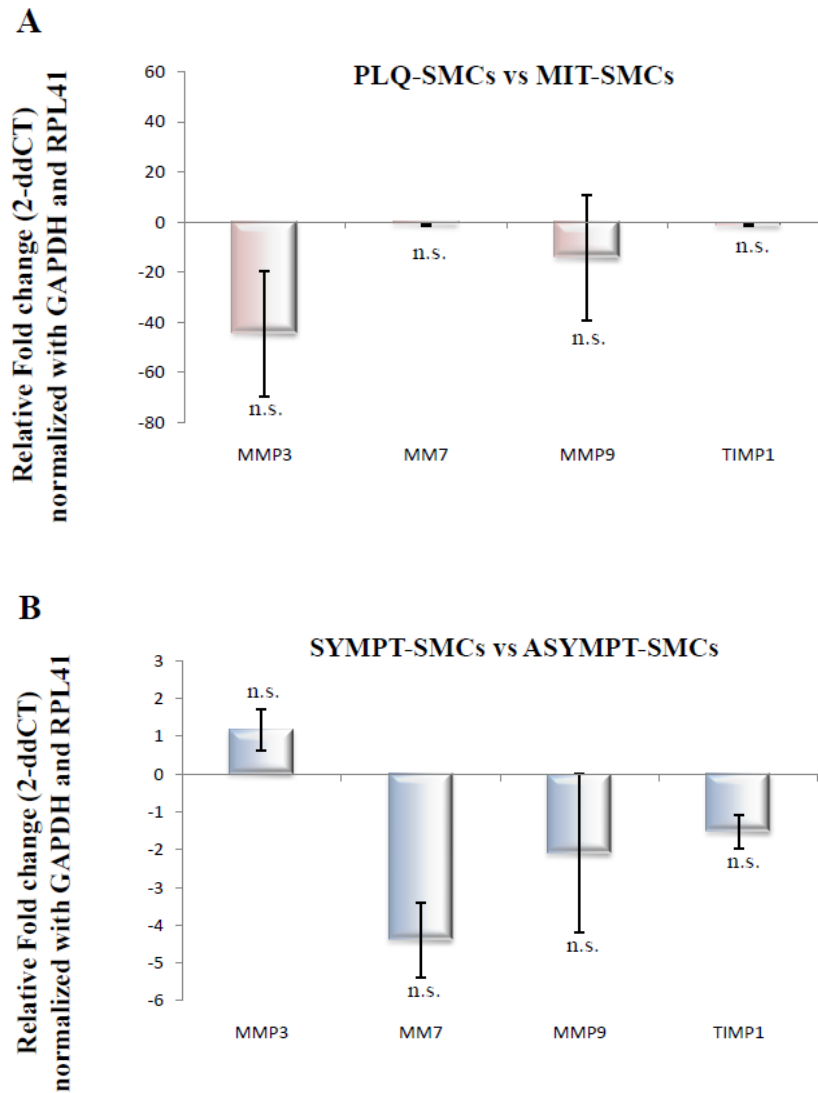 A
PLQ-SMCs vs MIT-SMCs
Relative Fold change (2-ddCT)
normalized with GAPDH and RPL41
60
40
20
0
-20
-40
-60
-80
n.s.
n.s.
n.s.
n.s.
MMP3 MM7 MMP9 TIMP1
B
SYMPT-SMCs vs ASYMPT-SMCs
Relative Fold change (2-ddCT)
normalized with GAPDH and RPL41
3
2
1
0
-1
-2
-3
-4
-5
-6
n.s.
n.s.
n.s.
n.s.
MMP3 MM7 MMP9 TIMP1